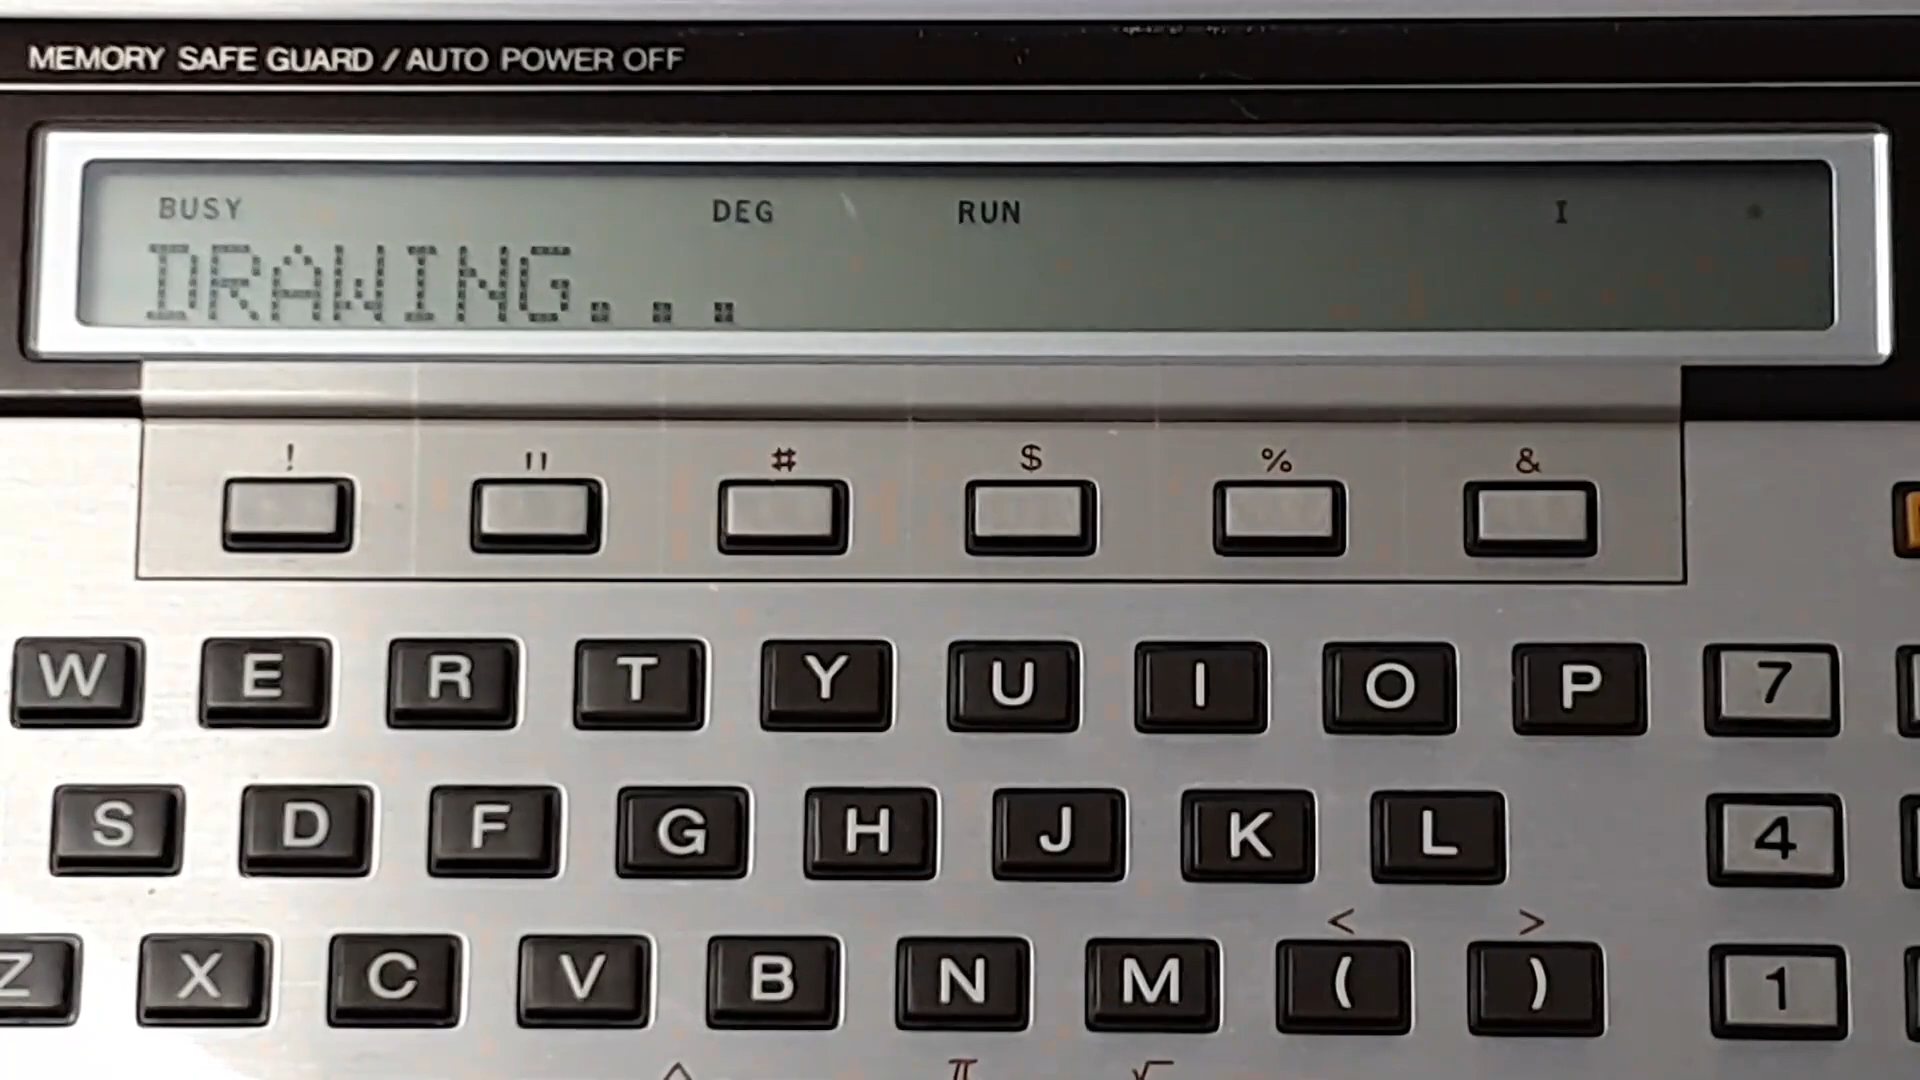 MEMORY SAFE GUARD / AUTO POWER OFF
BUSY DEG RUN I
DRAWING...
! " # $ % &
W E R T Y U I O P 7
S D F G H J K L 4
< >
Z X C V B N M ( ) 1
π √